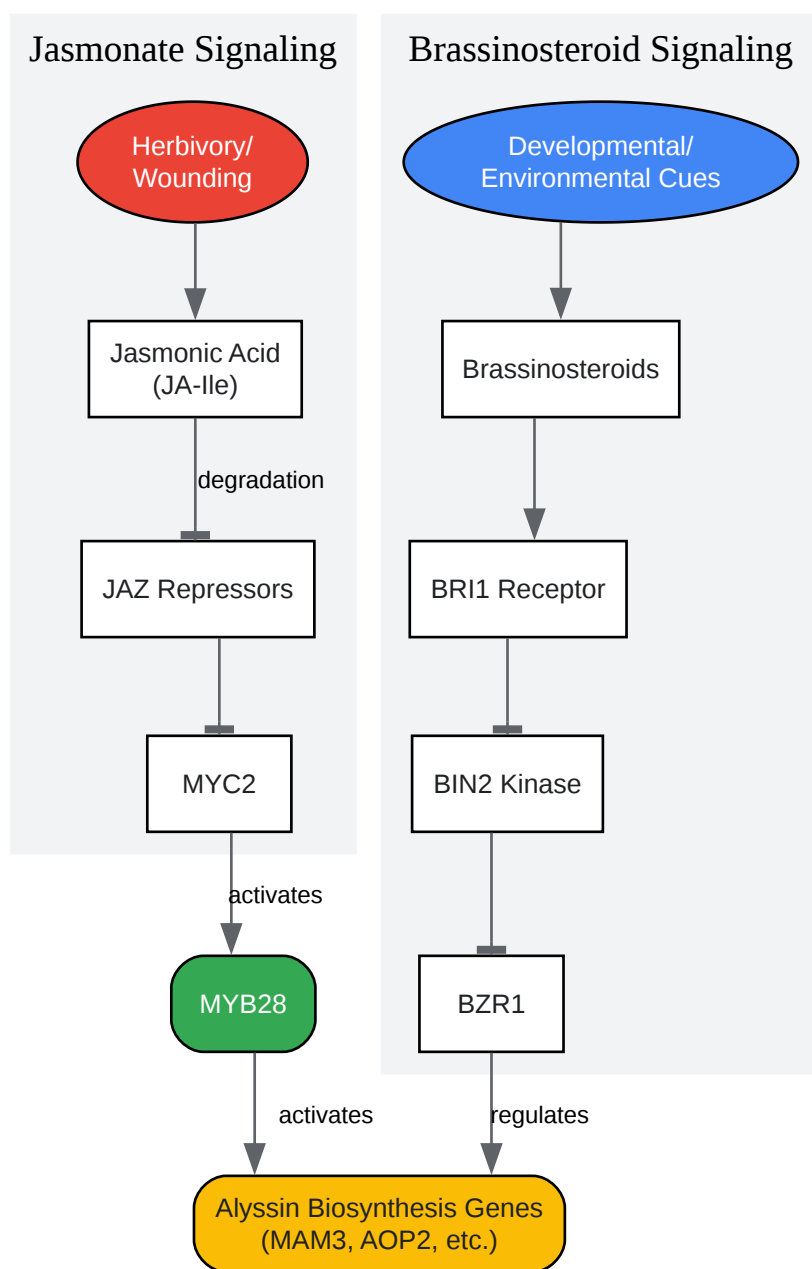 Jasmonate Signaling
Herbivory/
Wounding
Jasmonic Acid
(JA-Ile)
degradation
JAZ Repressors
MYC2
activates
MYB28
activates
Brassinosteroid Signaling
Developmental/
Environmental Cues
Brassinosteroids
BRI1 Receptor
BIN2 Kinase
BZR1
regulates
Alyssin Biosynthesis Genes
(MAM3, AOP2, etc.)